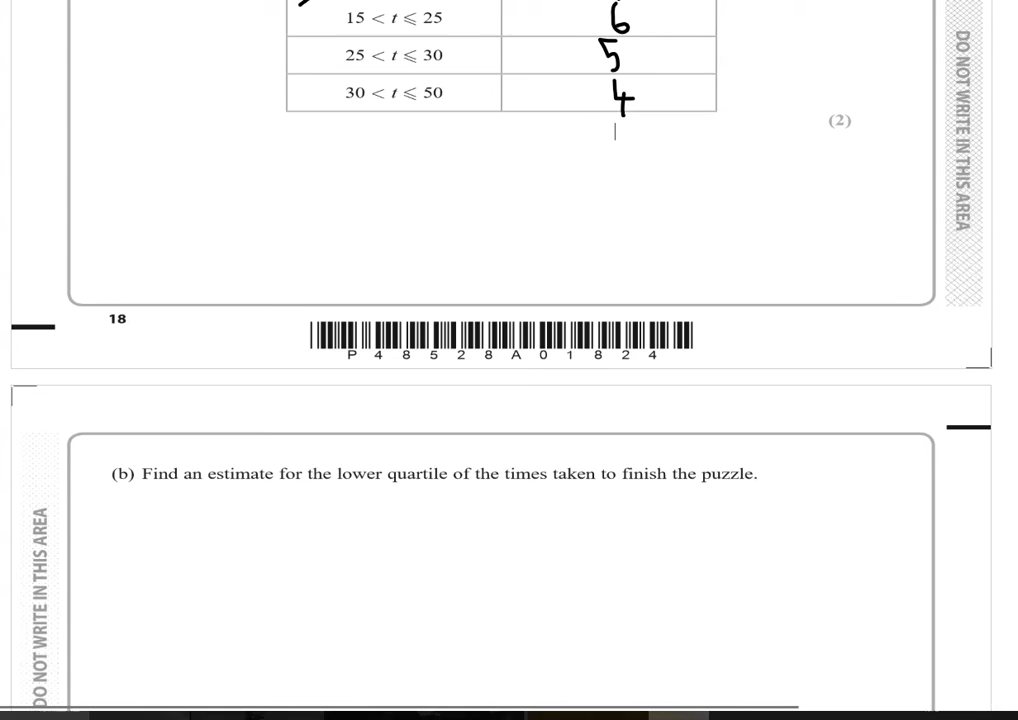 15 < t ⩽ 25 6
25 < t ⩽ 30 5
30 < t ⩽ 50 4
(2)
DO NOT WRITE IN THIS AREA
18
P 4 8 5 2 8 A 0 1 8 2 4
(b) Find an estimate for the lower quartile of the times taken to finish the puzzle.
DO NOT WRITE IN THIS AREA